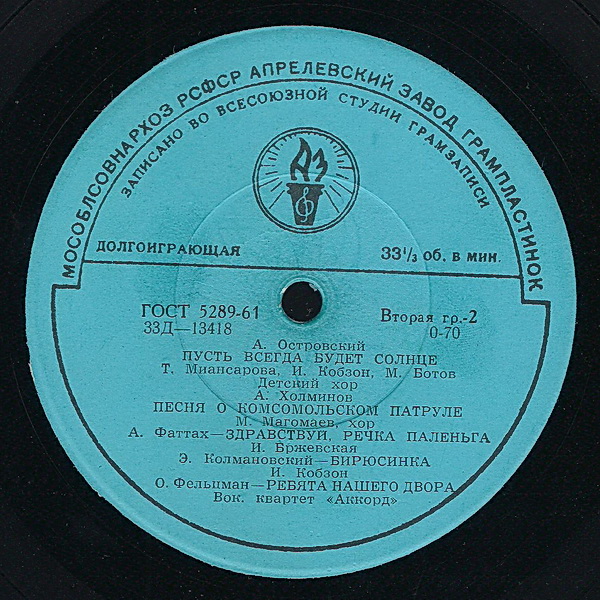 МОСОБЛСОВНАРХОЗ РСФСР АПРЕЛЕВСКИЙ ЗАВОД ГРАМПЛАСТИНОК
ЗАПИСАНО ВО ВСЕСОЮЗНОЙ СТУДИИ ГРАМЗАПИСИ
АЗ
ДОЛГОИГРАЮЩАЯ 33⅓ об. в мин.
ГОСТ 5289-61 Вторая гр.-2
33Д—13418 0-70
А. Островский
ПУСТЬ ВСЕГДА БУДЕТ СОЛНЦЕ
Т. Миансарова, И. Кобзон, М. Ботов
Детский хор
А. Холминов
ПЕСНЯ О КОМСОМОЛЬСКОМ ПАТРУЛЕ
М. Магомаев, хор
А. Фаттах—ЗДРАВСТВУЙ, РЕЧКА ПАЛЕНЬГА
И. Бржевская
Э. Колмановский—БИРЮСИНКА
И. Кобзон
О. Фельцман—РЕБЯТА НАШЕГО ДВОРА
Вок. квартет «Аккорд»